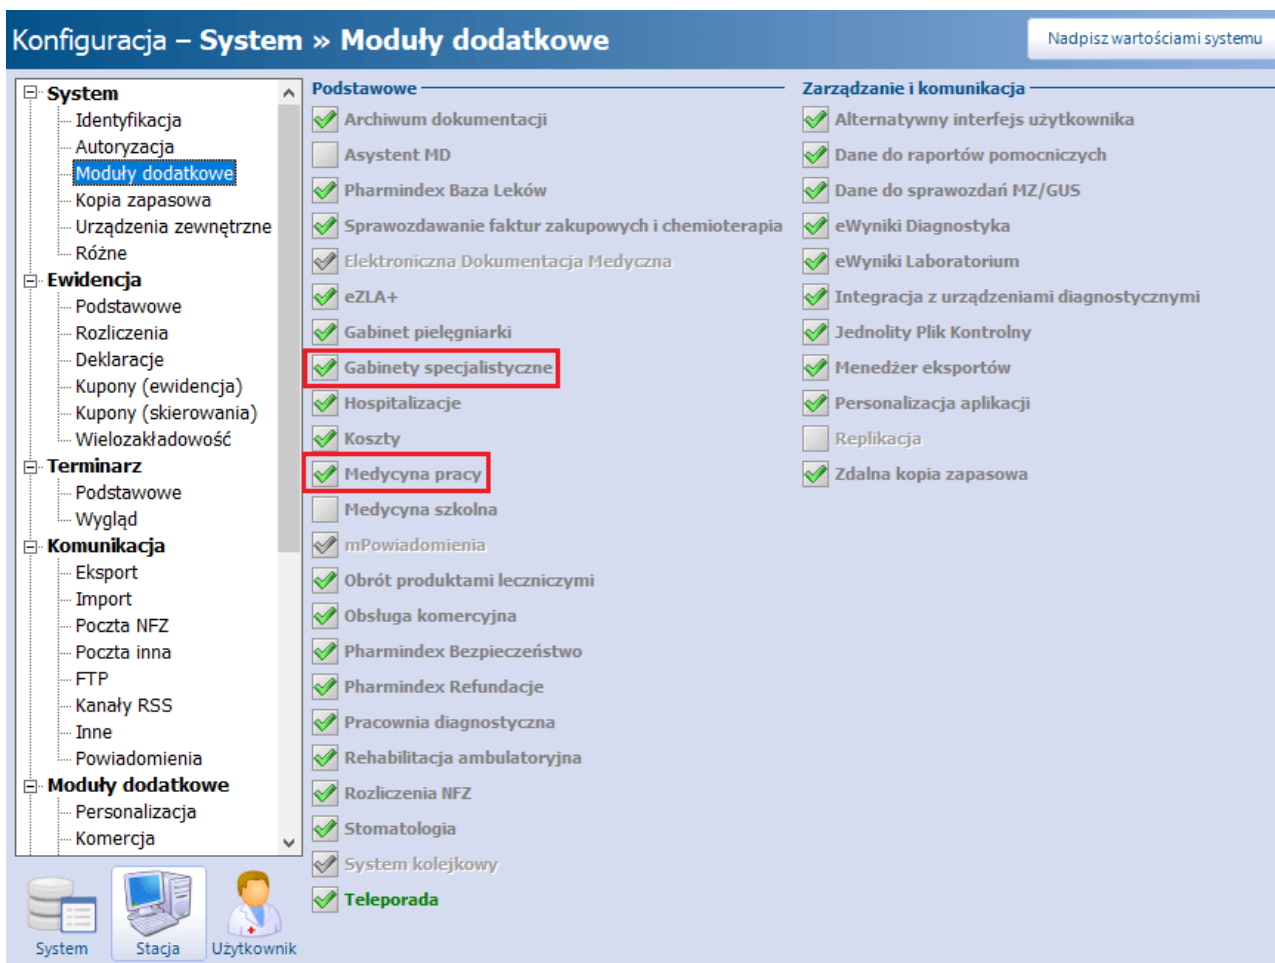 Konfiguracja – System » Moduły dodatkowe
Nadpisz wartościami systemu
System
Identyfikacja
Autoryzacja
Moduły dodatkowe
Kopia zapasowa
Urządzenia zewnętrzne
Różne
Ewidencja
Podstawowe
Rozliczenia
Deklaracje
Kupony (ewidencja)
Kupony (skierowania)
Wielozakładowość
Terminarz
Podstawowe
Wygląd
Komunikacja
Eksport
Import
Poczta NFZ
Poczta inna
FTP
Kanały RSS
Inne
Powiadomienia
Moduły dodatkowe
Personalizacja
Komercja
System
Stacja
Użytkownik
Podstawowe
Archiwum dokumentacji
Asystent MD
Pharmindex Baza Leków
Sprawozdawanie faktur zakupowych i chemioterapia
Elektroniczna Dokumentacja Medyczna
eZLA+
Gabinet pielęgniarki
Gabinety specjalistyczne
Hospitalizacje
Koszty
Medycyna pracy
Medycyna szkolna
mPowiadomienia
Obrót produktami leczniczymi
Obsługa komercyjna
Pharmindex Bezpieczeństwo
Pharmindex Refundacje
Pracownia diagnostyczna
Rehabilitacja ambulatoryjna
Rozliczenia NFZ
Stomatologia
System kolejkowy
Teleporada
Zarządzanie i komunikacja
Alternatywny interfejs użytkownika
Dane do raportów pomocniczych
Dane do sprawozdań MZ/GUS
eWyniki Diagnostyka
eWyniki Laboratorium
Integracja z urządzeniami diagnostycznymi
Jednolity Plik Kontrolny
Menedżer eksportów
Personalizacja aplikacji
Replikacja
Zdalna kopia zapasowa